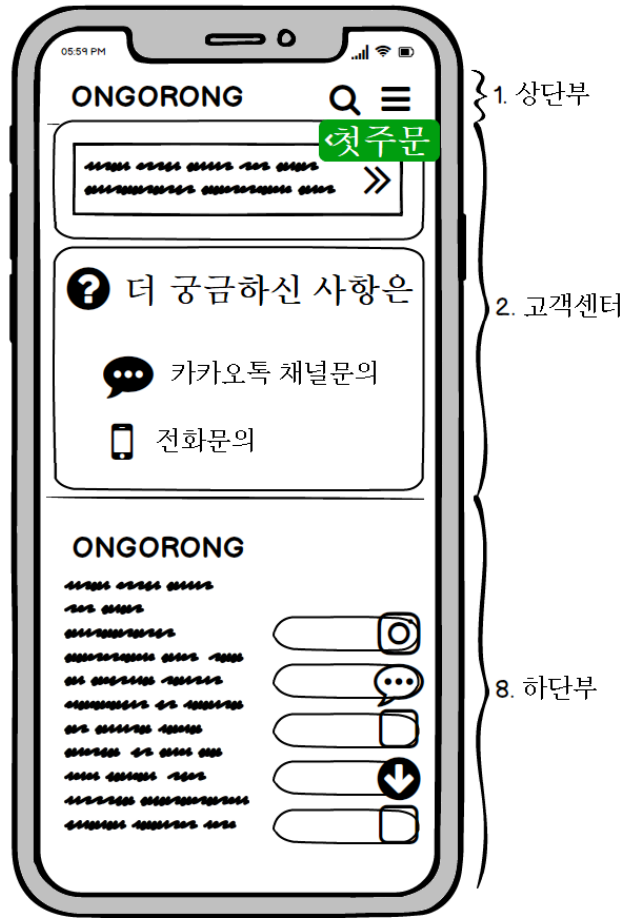 05:59 PM
ONGORONG
1. 상단부
<첫주문
더 궁금하신 사항은
2. 고객센터
카카오톡 채널문의
전화문의
ONGORONG
8. 하단부